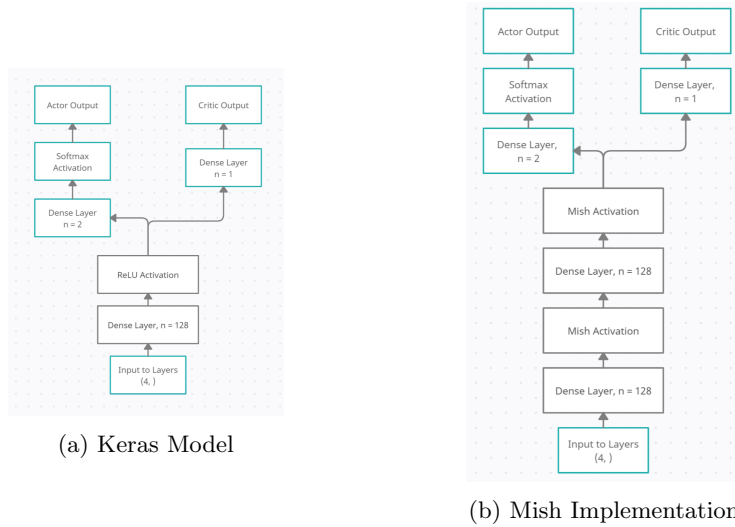 Actor Output
Critic Output
Softmax
Activation
Dense Layer
n = 1
Dense Layer
n = 2
ReLU Activation
Dense Layer, n = 128
Input to Layers
(4, )
(a) Keras Model
Actor Output
Critic Output
Softmax
Activation
Dense Layer,
n = 1
Dense Layer,
n = 2
Mish Activation
Dense Layer, n = 128
Mish Activation
Dense Layer, n = 128
Input to Layers
(4, )
(b) Mish Implementation